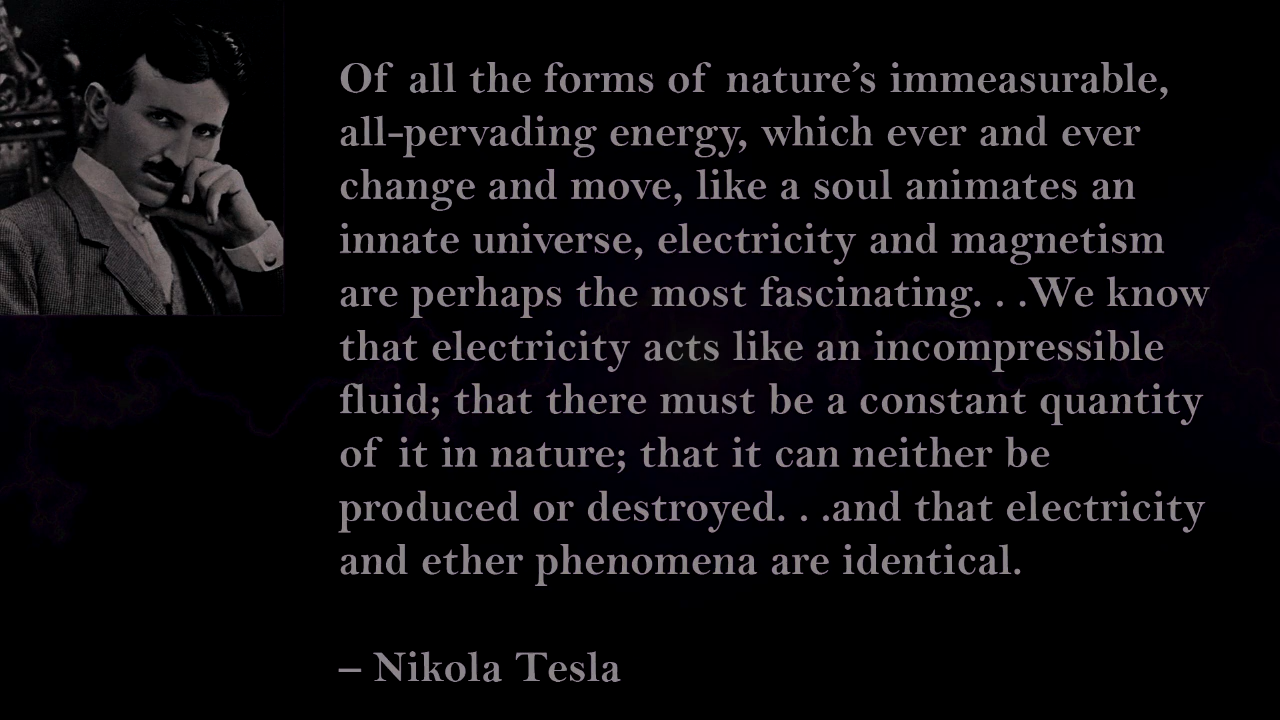 Of all the forms of nature’s immeasurable,
all-pervading energy, which ever and ever
change and move, like a soul animates an
innate universe, electricity and magnetism
are perhaps the most fascinating. . .We know
that electricity acts like an incompressible
fluid; that there must be a constant quantity
of it in nature; that it can neither be
produced or destroyed. . .and that electricity
and ether phenomena are identical.
– Nikola Tesla